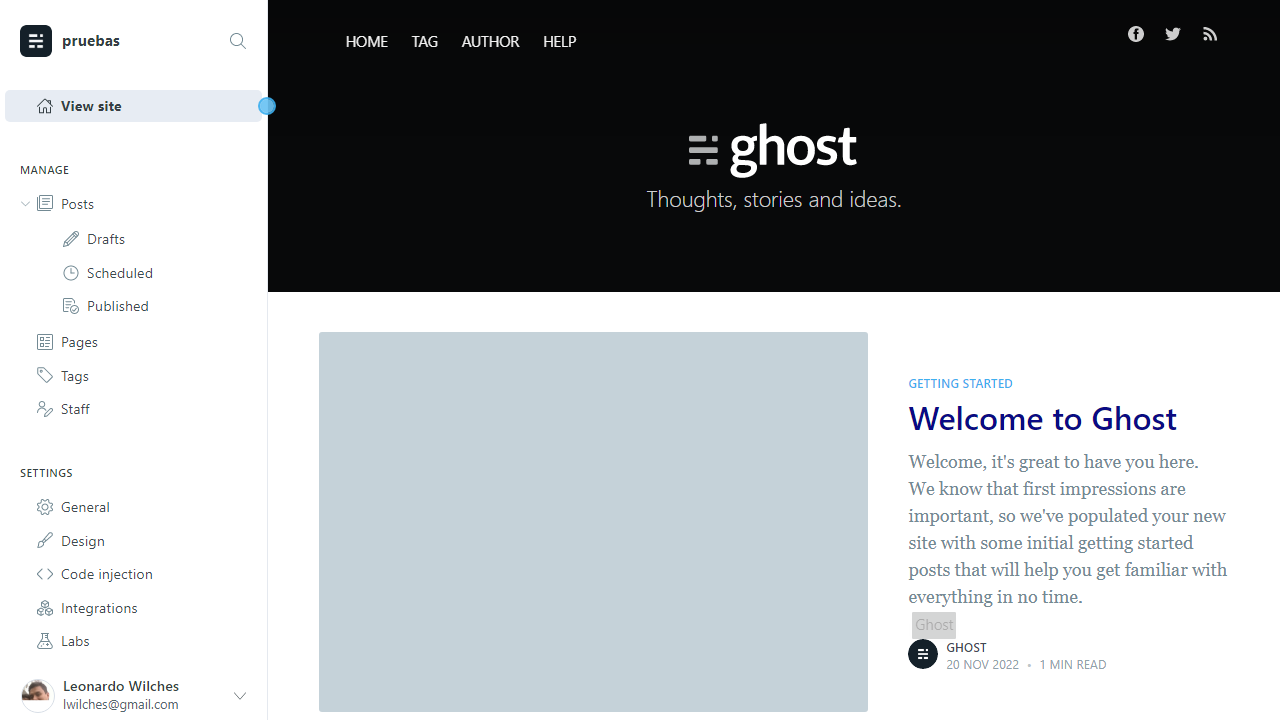 pruebas
View site
MANAGE
Posts
Drafts
Scheduled
Published
Pages
Tags
Staff
SETTINGS
General
Design
Code injection
Integrations
Labs
Leonardo Wilches
lwilches@gmail.com
HOME TAG AUTHOR HELP
ghost
Thoughts, stories and ideas.
GETTING STARTED
Welcome to Ghost
Welcome, it's great to have you here.
We know that first impressions are
important, so we've populated your new
site with some initial getting started
posts that will help you get familiar with
everything in no time.
Ghost
GHOST
20 NOV 2022 • 1 MIN READ